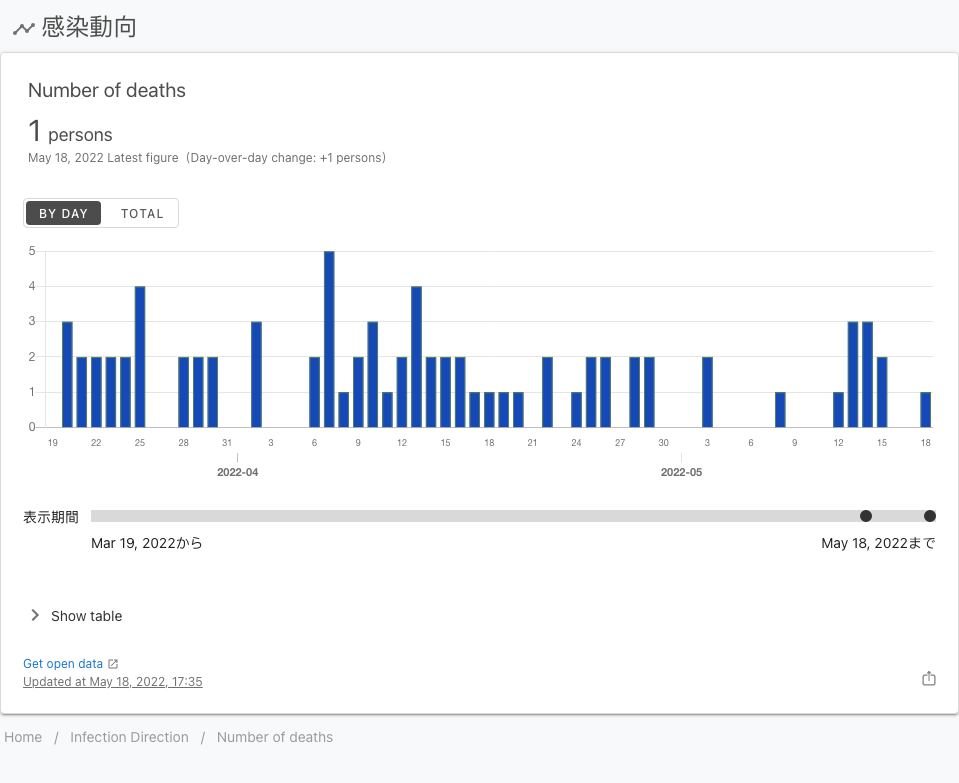 感染動向
Number of deaths
1 persons
May 18, 2022 Latest figure (Day-over-day change: +1 persons)
BY DAY TOTAL
5
4
3
2
1
0
19 22 25 28 31 3 6 9 12 15 18 21 24 27 30 3 6 9 12 15 18
2022-04 2022-05
表示期間
Mar 19, 2022から May 18, 2022まで
Show table
Get open data
Updated at May 18, 2022, 17:35
Home / Infection Direction / Number of deaths